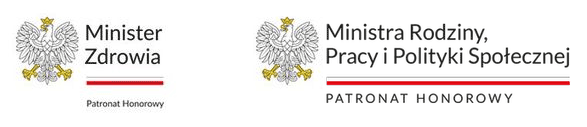 Minister
Zdrowia
Patronat Honorowy
Ministra Rodziny,
Pracy i Polityki Społecznej
PATRONAT HONOROWY